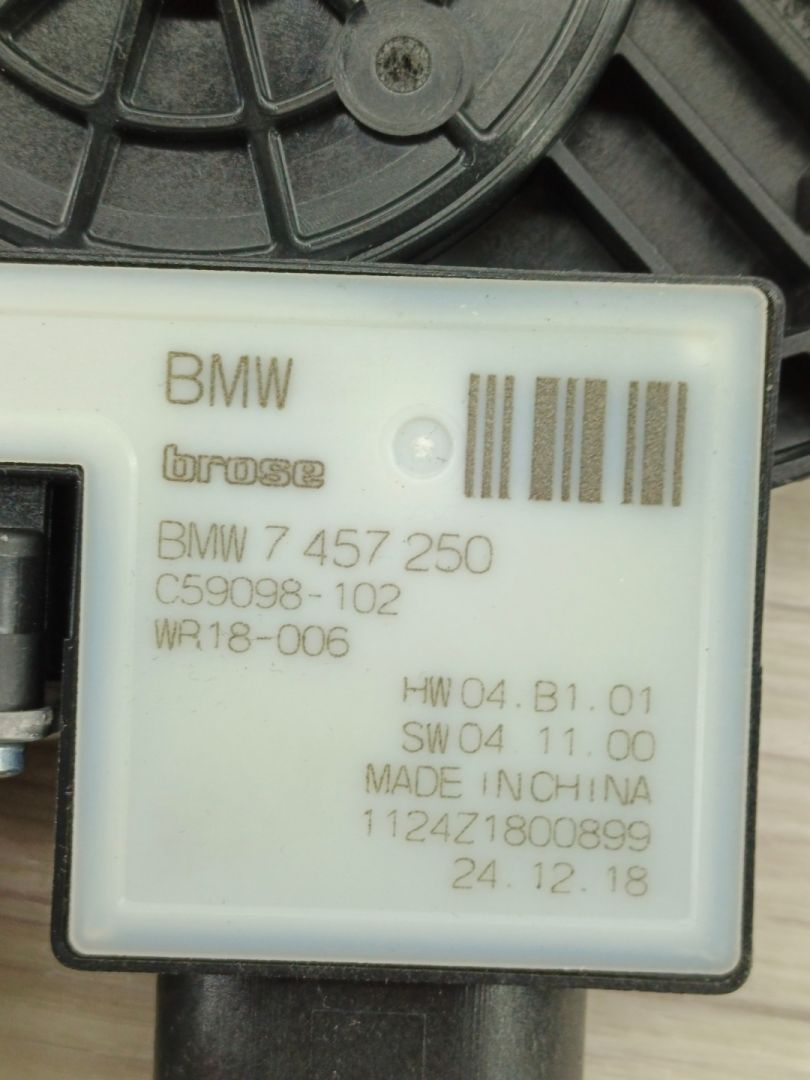 BMW
brose
BMW 7 457 250
C59098-102
WR18-006
HW 04.B1.01
SW 04 11.00
MADE IN CHINA
1124Z1800899
24.12.18